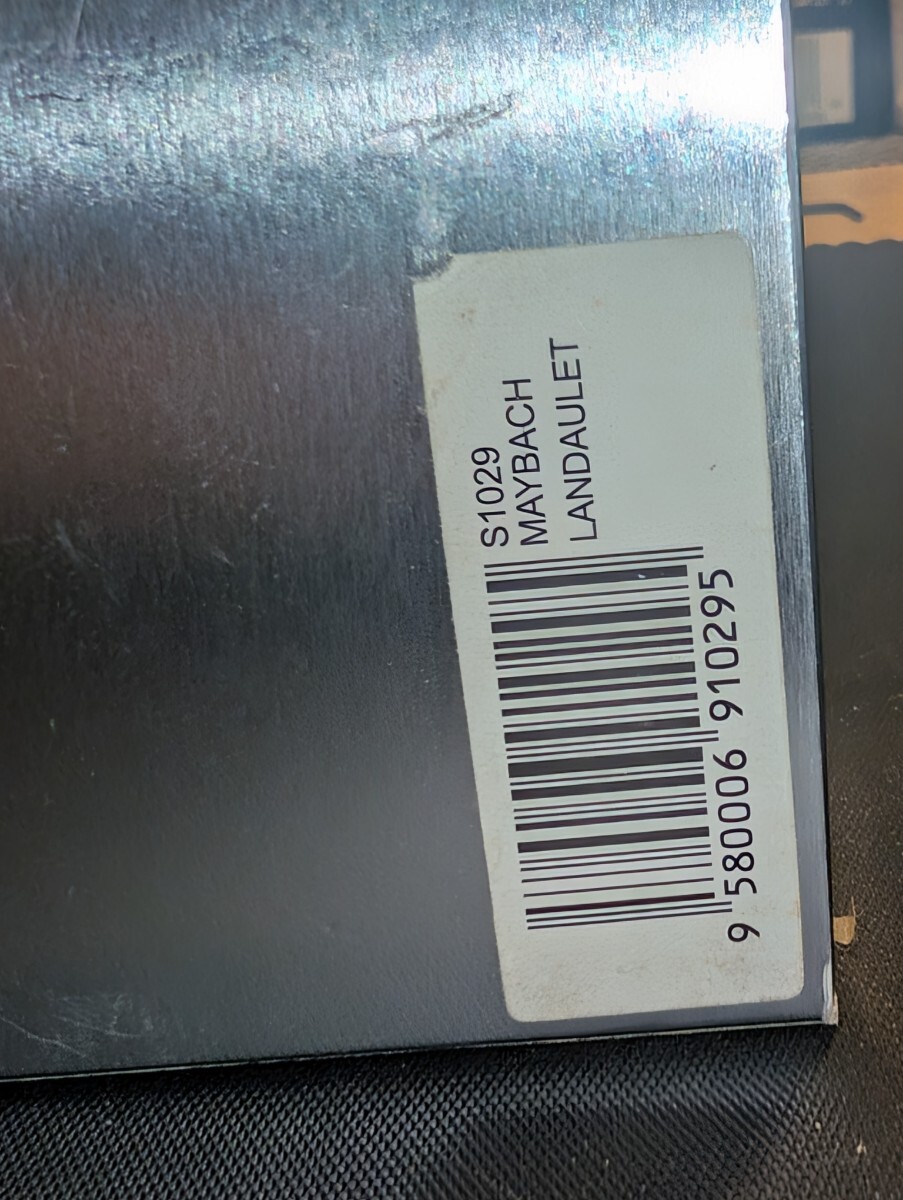 S1029
MAYBACH
LANDAULET
9 580006 910295